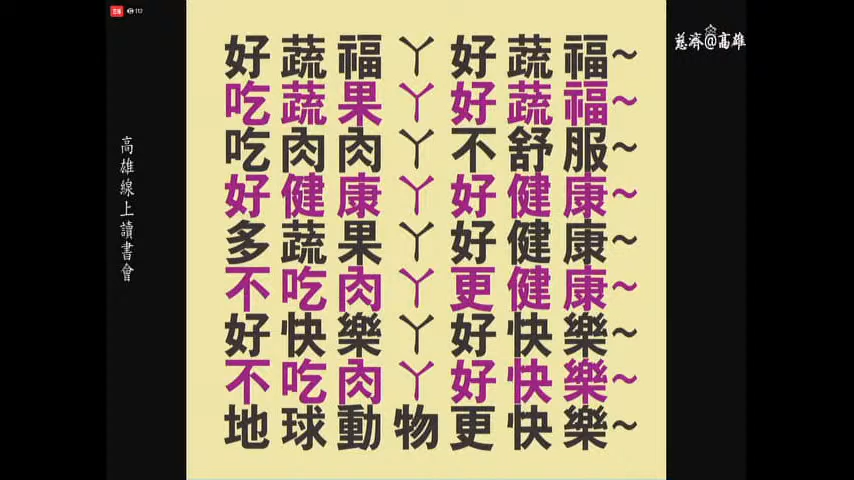 直播 112
慈濟@高雄
高雄線上讀書會
好蔬福ㄚ好蔬福~
吃蔬果ㄚ好蔬福~
吃肉肉ㄚ不舒服~
好健康ㄚ好健康~
多蔬果ㄚ好健康~
不吃肉ㄚ更健康~
好快樂ㄚ好快樂~
不吃肉ㄚ好快樂~
地球動物更快樂~